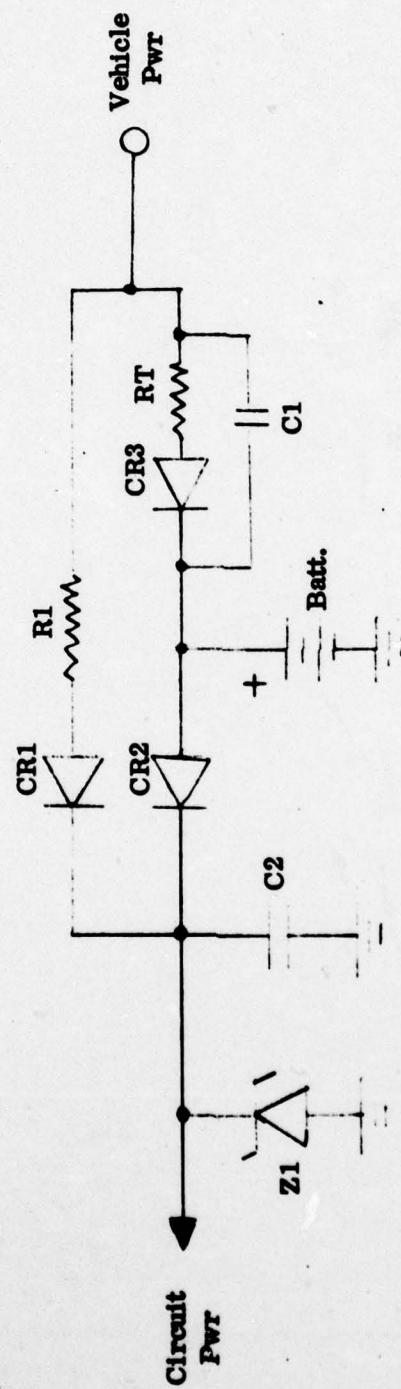 Vehicle
Pwr
R1
RT
CR3
C1
CR1
CR2
+
Batt.
C2
Z1
Circuit
Pwr